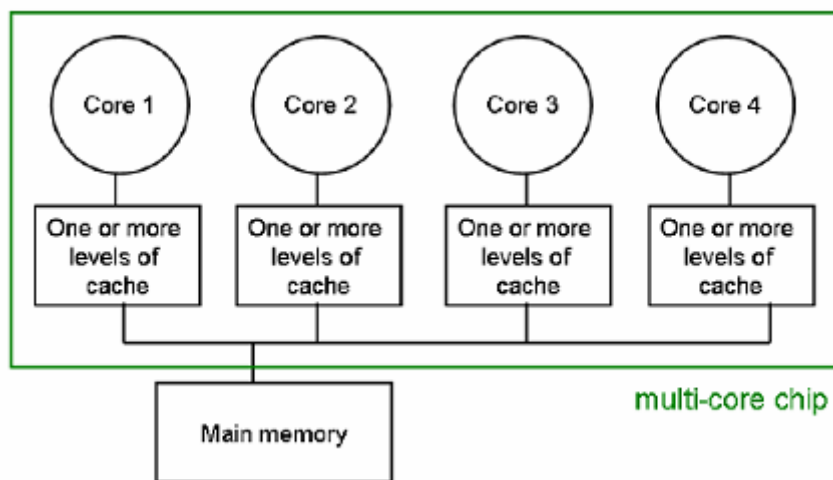 Core 1
Core 2
Core 3
Core 4
One or more
levels of
cache
One or more
levels of
cache
One or more
levels of
cache
One or more
levels of
cache
multi-core chip
Main memory